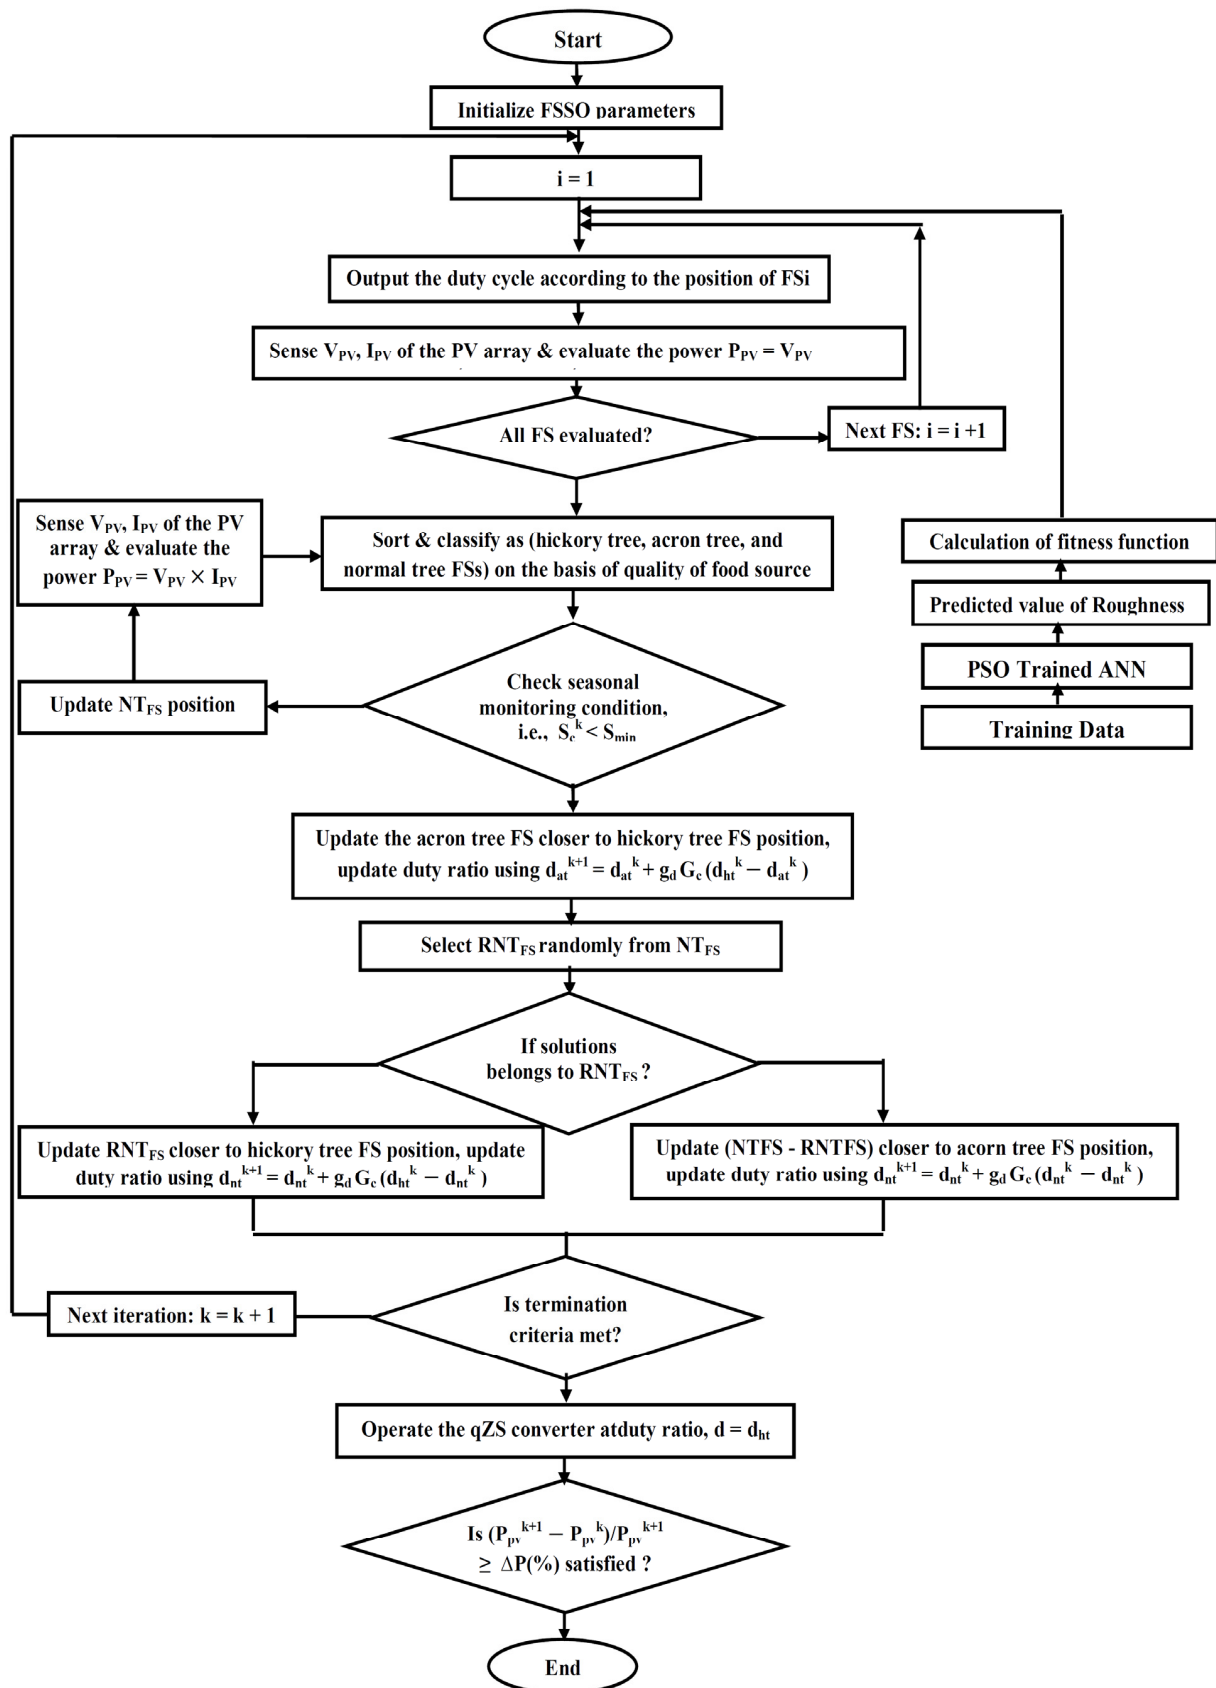 Start
Initialize FSSO parameters
i = 1
Output the duty cycle according to the position of FSi
Sense V_PV, I_PV of the PV array & evaluate the power P_PV = V_PV
All FS evaluated?
Next FS: i = i +1
Sense V_PV, I_PV of the PV
array & evaluate the
power P_PV = V_PV × I_PV
Sort & classify as (hickory tree, acron tree, and
normal tree FSs) on the basis of quality of food source
Calculation of fitness function
Predicted value of Roughness
PSO Trained ANN
Training Data
Update NT_FS position
Check seasonal
monitoring condition,
i.e., S_c^k < S_min
Update the acron tree FS closer to hickory tree FS position,
update duty ratio using d_at^k+1 = d_at^k + g_d G_c (d_ht^k − d_at^k )
Select RNT_FS randomly from NT_FS
If solutions
belongs to RNT_FS ?
Update RNT_FS closer to hickory tree FS position, update
duty ratio using d_nt^k+1 = d_nt^k + g_d G_c (d_ht^k − d_nt^k )
Update (NTFS - RNTFS) closer to acorn tree FS position,
update duty ratio using d_nt^k+1 = d_nt^k + g_d G_c (d_nt^k − d_nt^k )
Next iteration: k = k + 1
Is termination
criteria met?
Operate the qZS converter atduty ratio, d = d_ht
Is (P_pv^k+1 − P_pv^k)/P_pv^k+1
≥ ΔP(%) satisfied ?
End